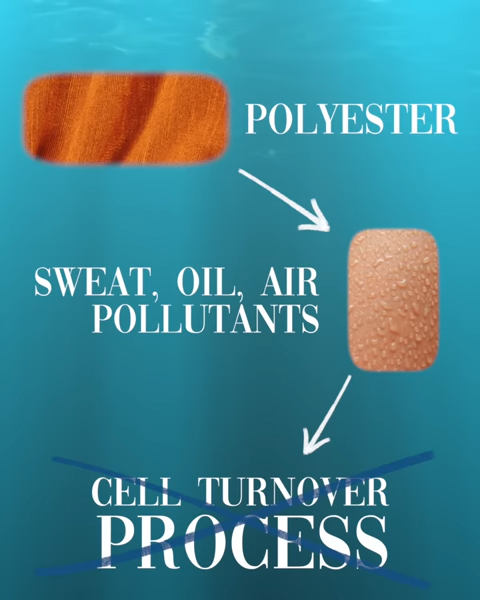 POLYESTER
SWEAT, OIL, AIR
POLLUTANTS
CELL TURNOVER
PROCESS